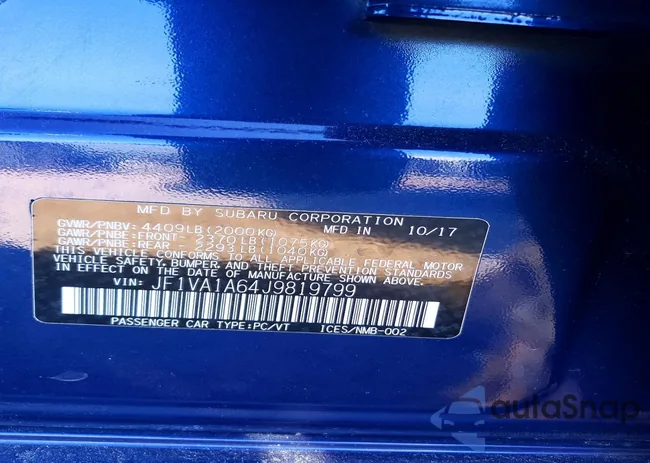 MFD BY SUBARU CORPORATION
GVWR/PNBV: 4409LB(2000KG) MFD IN 10/17
GAWR/PNBE:FRONT- 2370LB(1075KG)
GAWR/PNBE:REAR - 2293LB(1040KG)
THIS VEHICLE CONFORMS TO ALL APPLICABLE FEDERAL MOTOR
VEHICLE SAFETY, BUMPER, AND THEFT PREVENTION STANDARDS
IN EFFECT ON THE DATE OF MANUFACTURE SHOWN ABOVE.
VIN: JF1VA1A64J9819799
PASSENGER CAR TYPE:PC/VT ICES/NMB-002
autoSnap